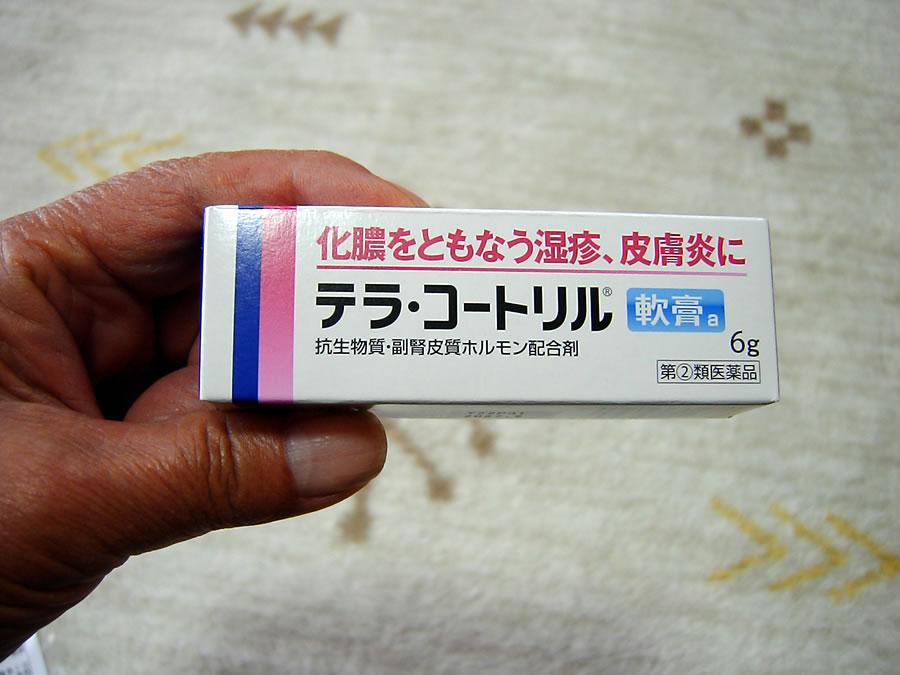 化膿をともなう湿疹、皮膚炎に
テラ・コートリル® 軟膏a
抗生物質・副腎皮質ホルモン配合剤
6g
第②類医薬品